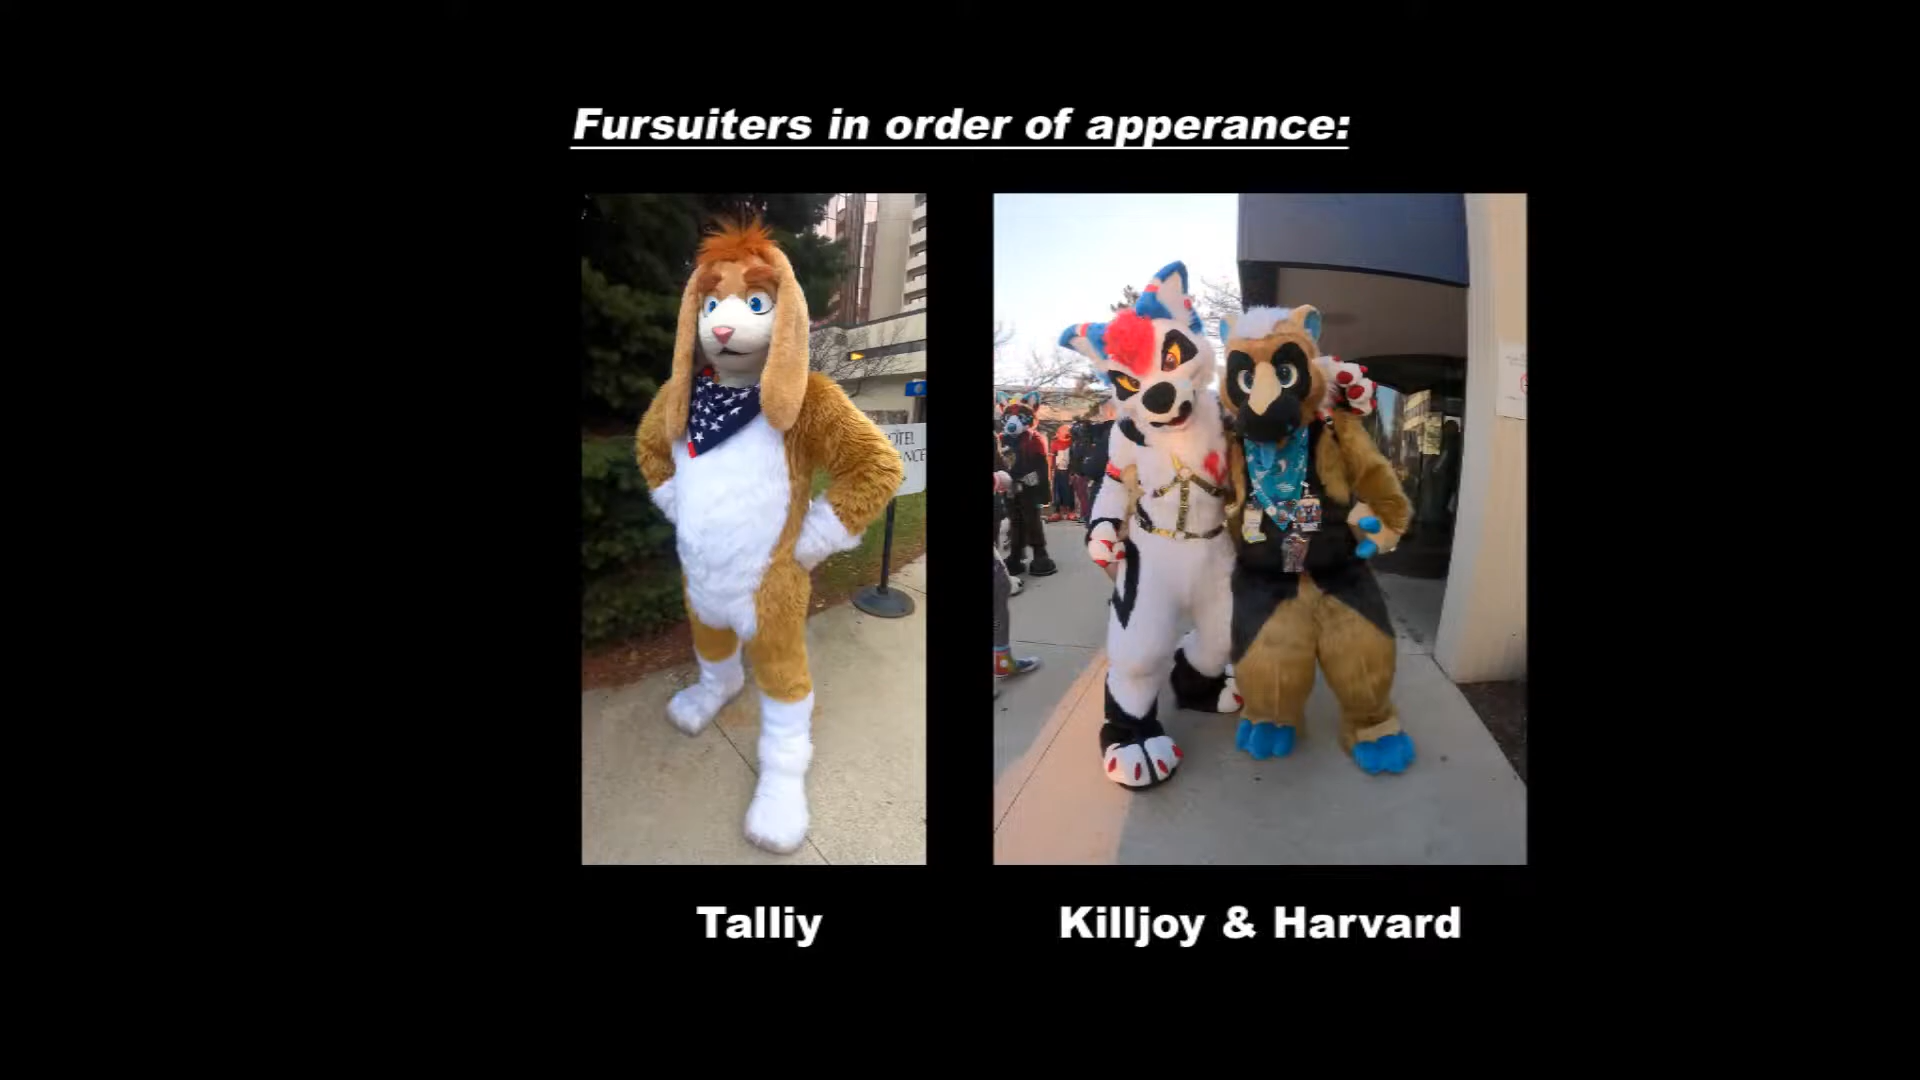 Fursuiters in order of apperance:
Talliy
Killjoy & Harvard